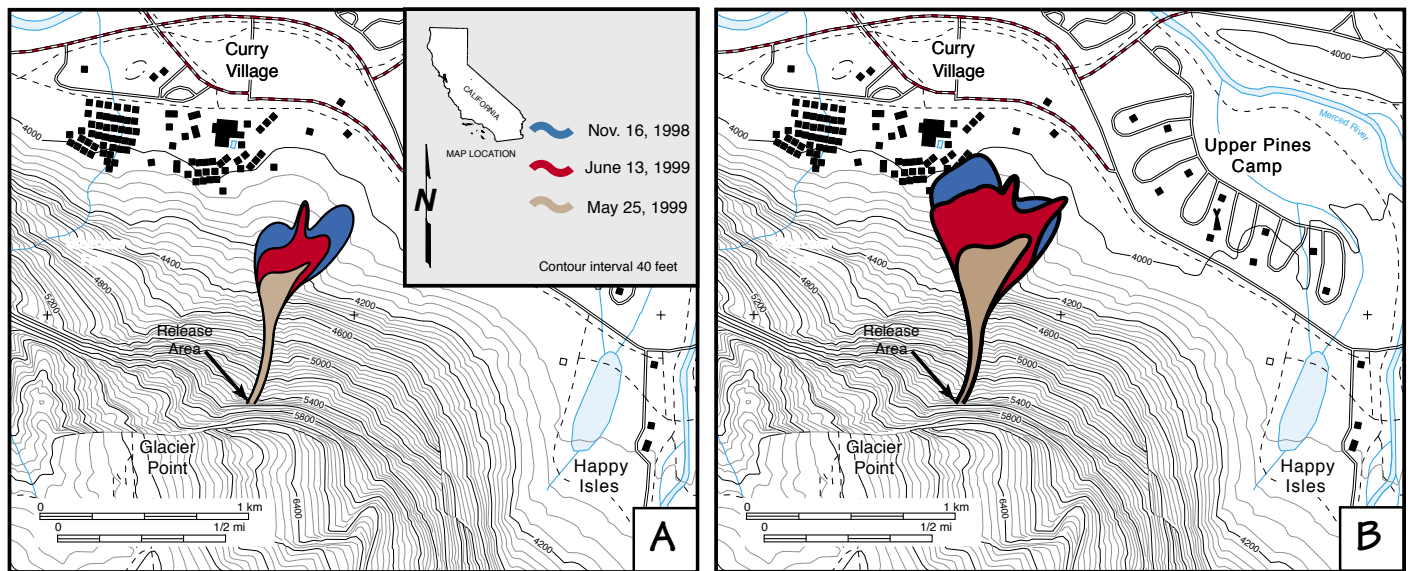 Curry
Village
4000
CALIFORNIA
MAP LOCATION
N
Nov. 16, 1998
June 13, 1999
May 25, 1999
Contour interval 40 feet
4400
4800
5200
4200
4600
Release
Area
5000
5400
5800
Glacier
Point
6400
Happy
Isles
4200
0 1 km
0 1/2 mi
A
Curry
Village
4000
4000
Merced River
Upper Pines
Camp
4000
4400
4800
5200
4200
4600
Release
Area
5000
5400
5800
Glacier
Point
6400
Happy
Isles
4200
0 1 km
0 1/2 mi
B